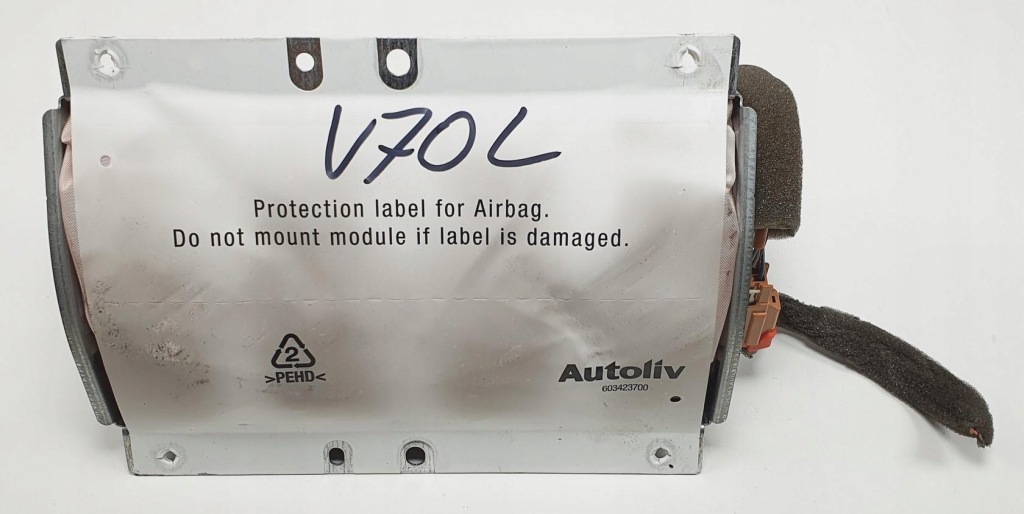 V70L
Protection label for Airbag.
Do not mount module if label is damaged.
2
>PEHD<
Autoliv
603423700